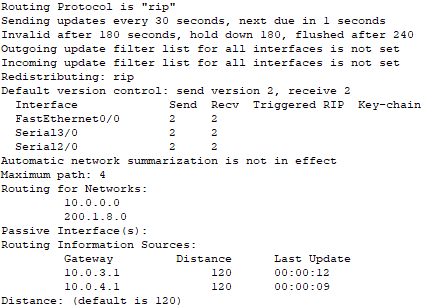 Routing Protocol is "rip"
Sending updates every 30 seconds, next due in 1 seconds
Invalid after 180 seconds, hold down 180, flushed after 240
Outgoing update filter list for all interfaces is not set
Incoming update filter list for all interfaces is not set
Redistributing: rip
Default version control: send version 2, receive 2
  Interface             Send  Recv  Triggered RIP  Key-chain
  FastEthernet0/0       2     2
  Serial3/0             2     2
  Serial2/0             2     2
Automatic network summarization is not in effect
Maximum path: 4
Routing for Networks:
        10.0.0.0
        200.1.8.0
Passive Interface(s):
Routing Information Sources:
        Gateway         Distance      Last Update
        10.0.3.1             120      00:00:12
        10.0.4.1             120      00:00:09
Distance: (default is 120)